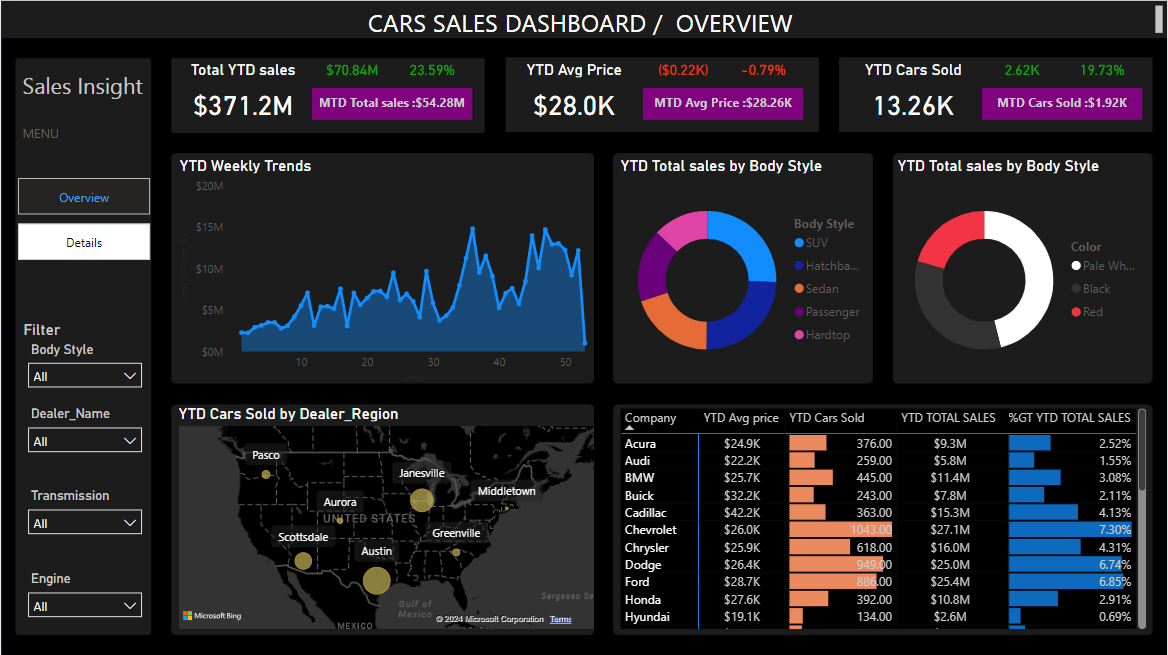 CARS SALES DASHBOARD / OVERVIEW
Sales Insight
MENU
Overview
Details
Filter
Body Style
All
Dealer_Name
All
Transmission
All
Engine
All
Total YTD sales $70.84M 23.59%
$371.2M MTD Total sales :$54.28M
YTD Avg Price ($0.22K) -0.79%
$28.0K MTD Avg Price :$28.26K
YTD Cars Sold 2.62K 19.73%
13.26K MTD Cars Sold :$1.92K
YTD Weekly Trends
$20M
$15M
$10M
$5M
$0M
10 20 30 40 50
YTD Total sales by Body Style
Body Style
SUV
Hatchba...
Sedan
Passenger
Hardtop
YTD Total sales by Body Style
Color
Pale Wh...
Black
Red
YTD Cars Sold by Dealer_Region
Pasco
Janesville
Middletown
Aurora
UNITED STATES
Greenville
Scottsdale
Austin
Sargasso Se
Gulf of
Mexico
MEXICO
Microsoft Bing
© 2024 Microsoft Corporation Terms
Company YTD Avg price YTD Cars Sold YTD TOTAL SALES %GT YTD TOTAL SALES
Acura $24.9K 376.00 $9.3M 2.52%
Audi $22.2K 259.00 $5.8M 1.55%
BMW $25.7K 445.00 $11.4M 3.08%
Buick $32.2K 243.00 $7.8M 2.11%
Cadillac $42.2K 363.00 $15.3M 4.13%
Chevrolet $26.0K 1043.00 $27.1M 7.30%
Chrysler $25.9K 618.00 $16.0M 4.31%
Dodge $26.4K 949.00 $25.0M 6.74%
Ford $28.7K 886.00 $25.4M 6.85%
Honda $27.6K 392.00 $10.8M 2.91%
Hyundai $19.1K 134.00 $2.6M 0.69%